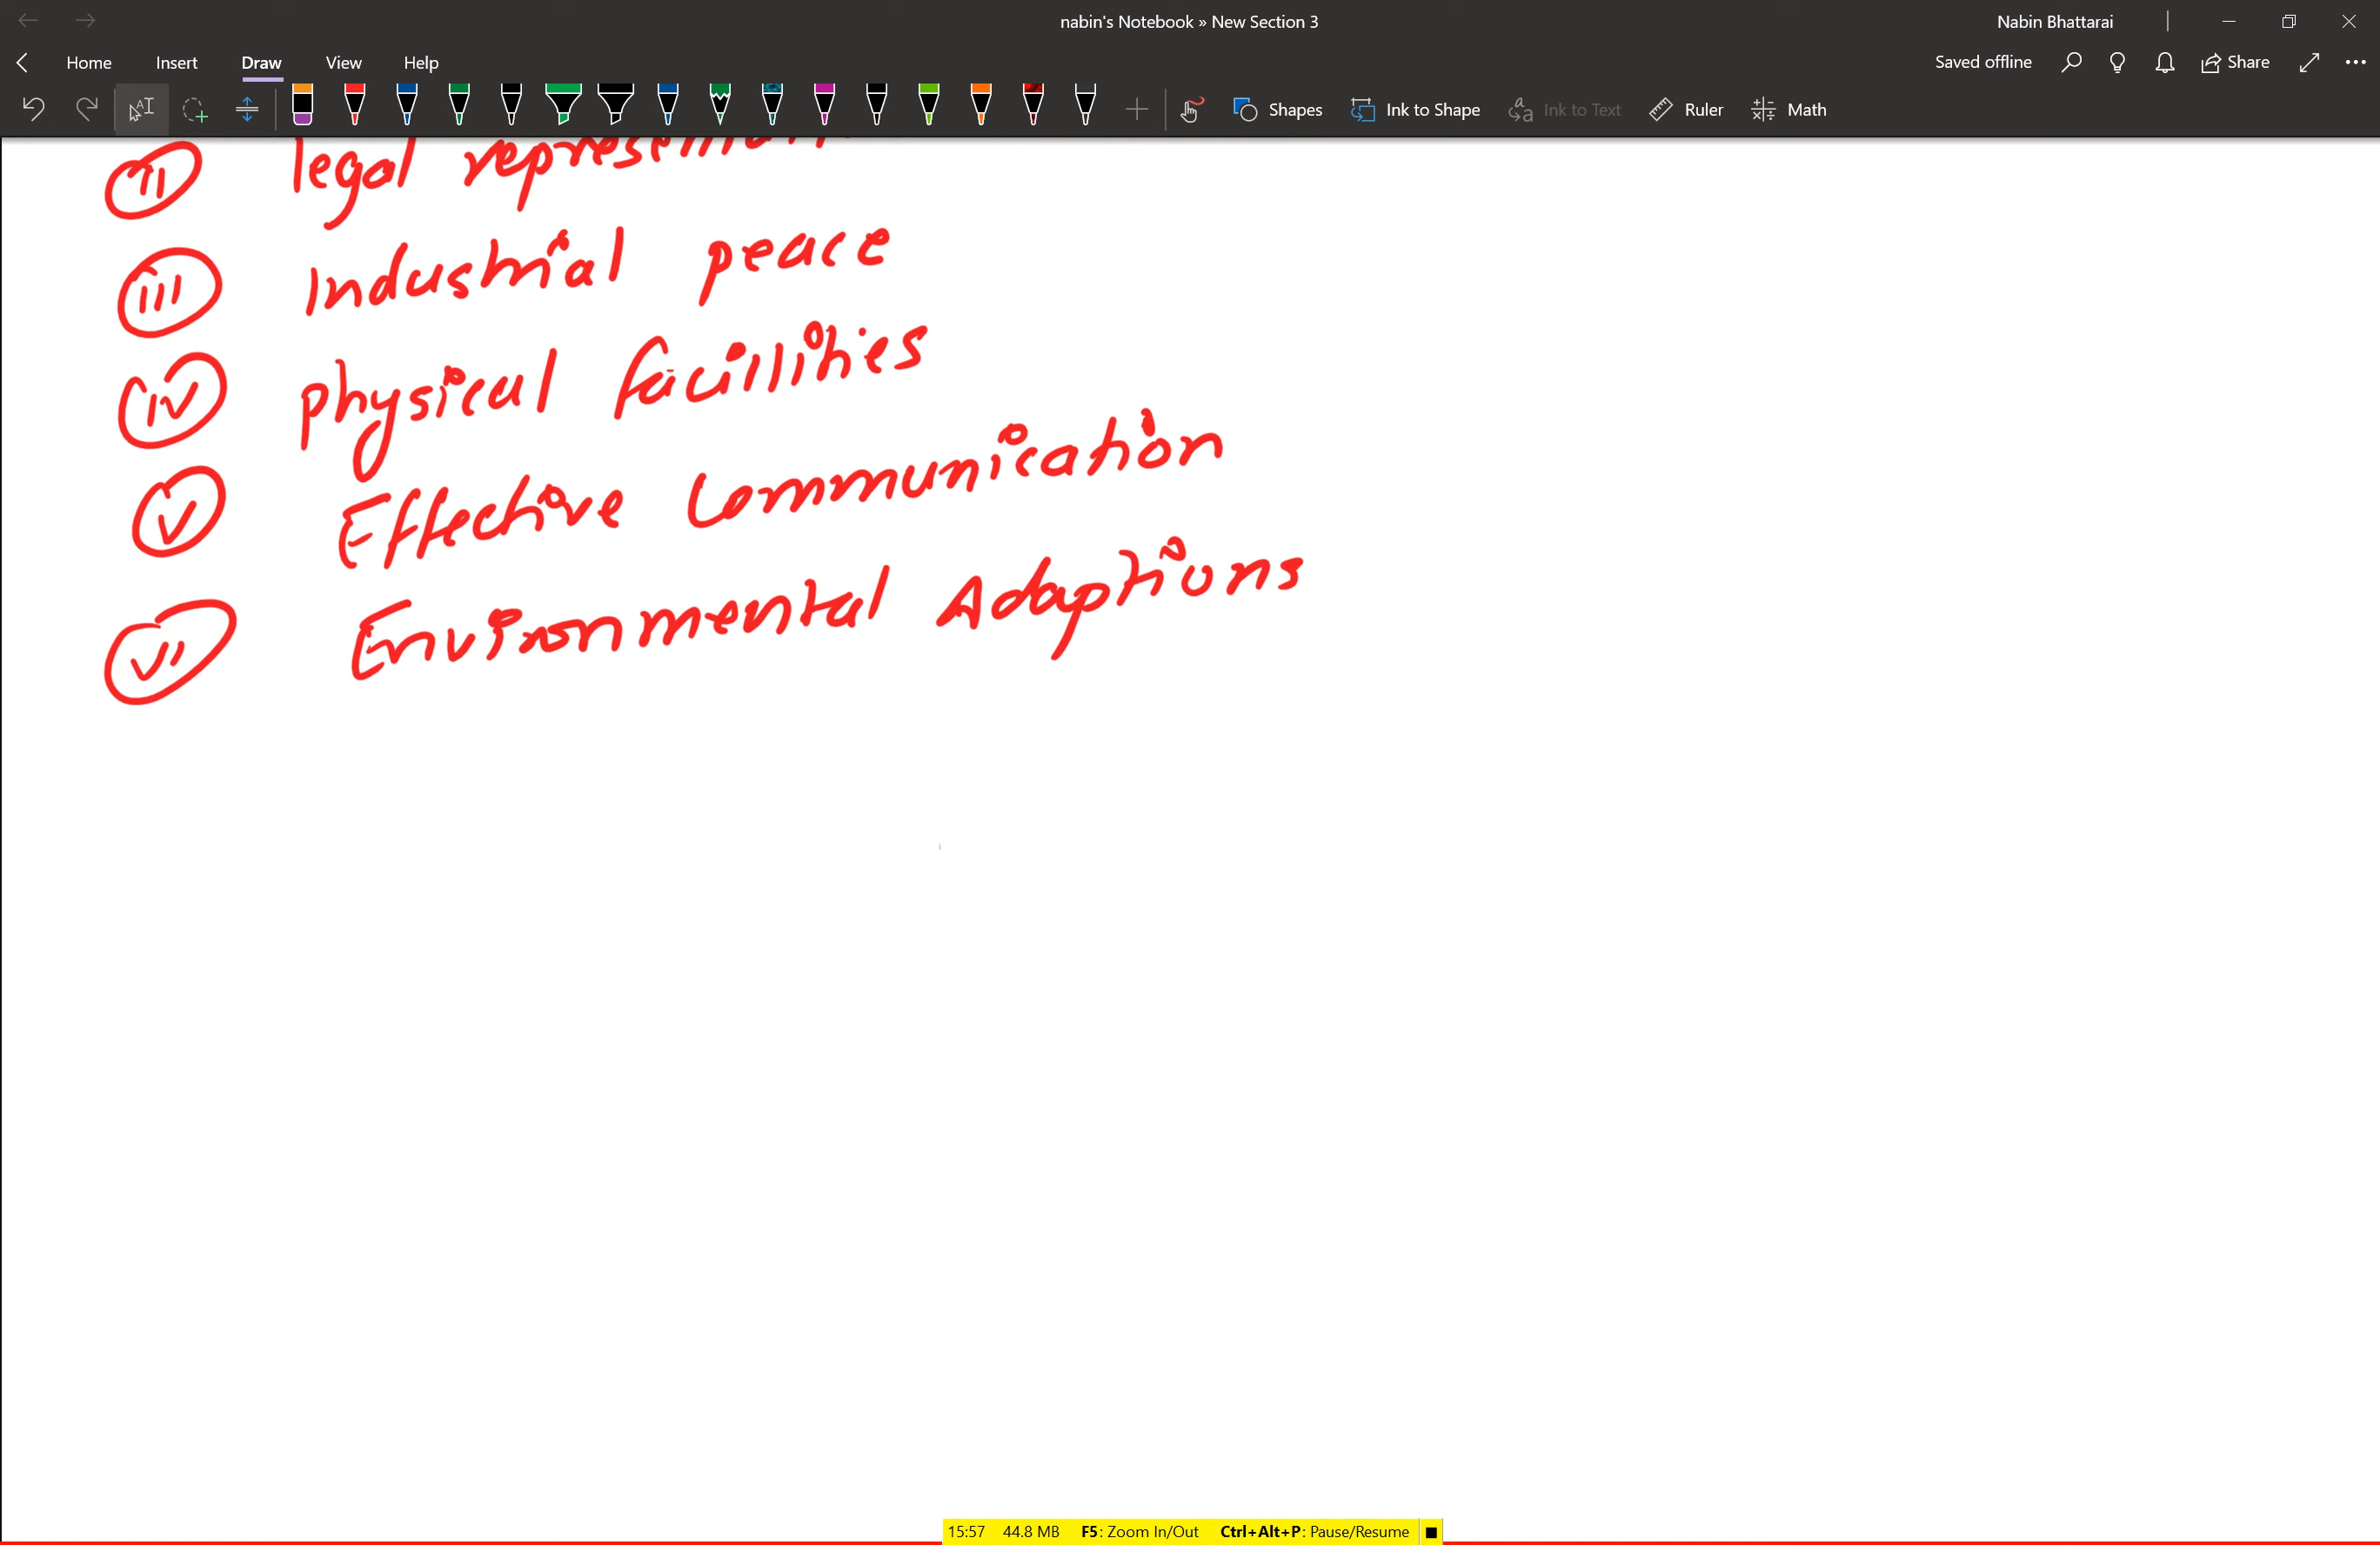 nabin's Notebook » New Section 3
Nabin Bhattarai
Home Insert Draw View Help
Saved offline
Share
Shapes Ink to Shape Ink to Text Ruler Math
ii legal
iii Industrial peace
iv physical facillities
v Effective Communication
vi Environmental Adaptions
15:57 44.8 MB F5: Zoom In/Out Ctrl+Alt+P: Pause/Resume